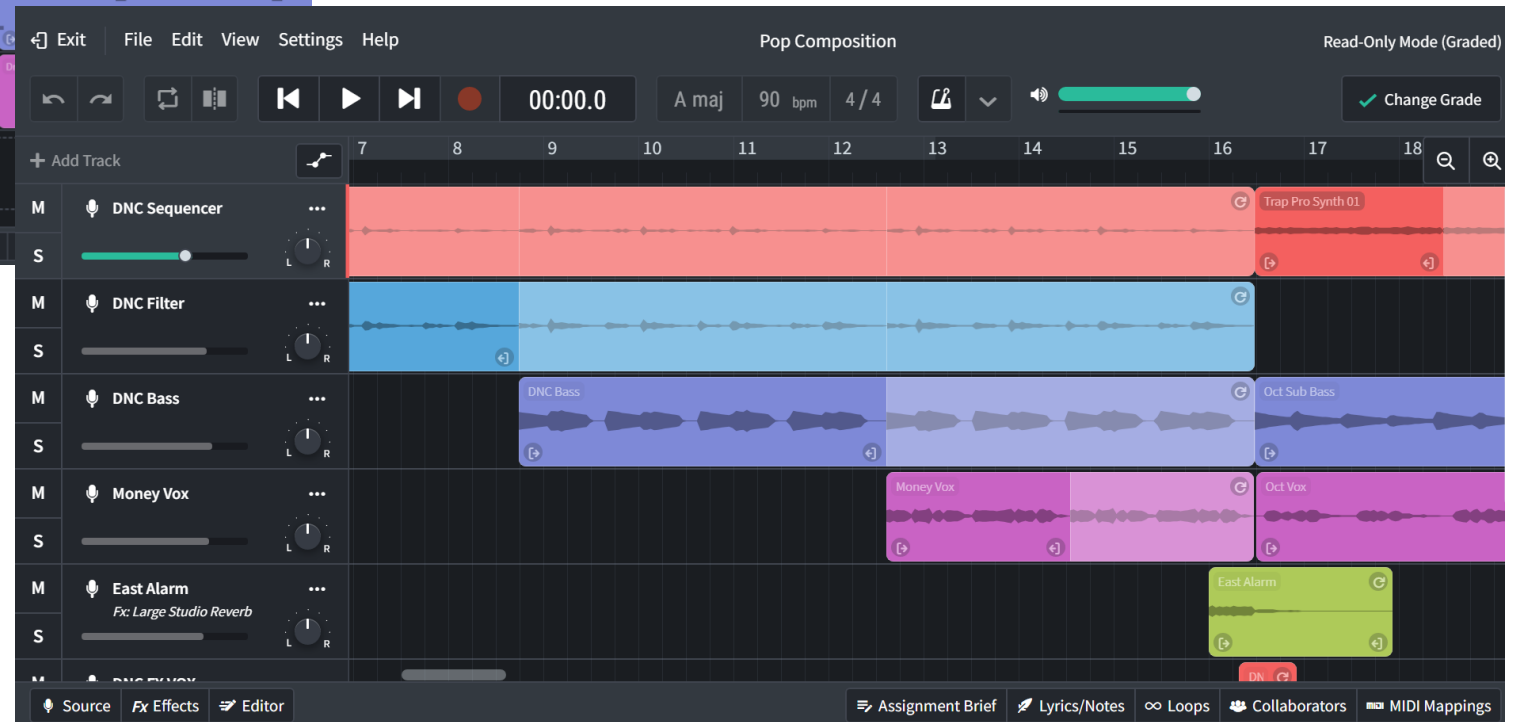 Exit File Edit View Settings Help Pop Composition Read-Only Mode (Graded)
00:00.0 A maj 90 bpm 4/4 Change Grade
Add Track 7 8 9 10 11 12 13 14 15 16 17 18
M DNC Sequencer Trap Pro Synth 01
S L R
M DNC Filter
S L R
M DNC Bass DNC Bass Oct Sub Bass
S L R
M Money Vox Money Vox Oct Vox
S L R
M East Alarm East Alarm
Fx: Large Studio Reverb
S L R
DN
Source Fx Effects Editor Assignment Brief Lyrics/Notes Loops Collaborators MIDI Mappings